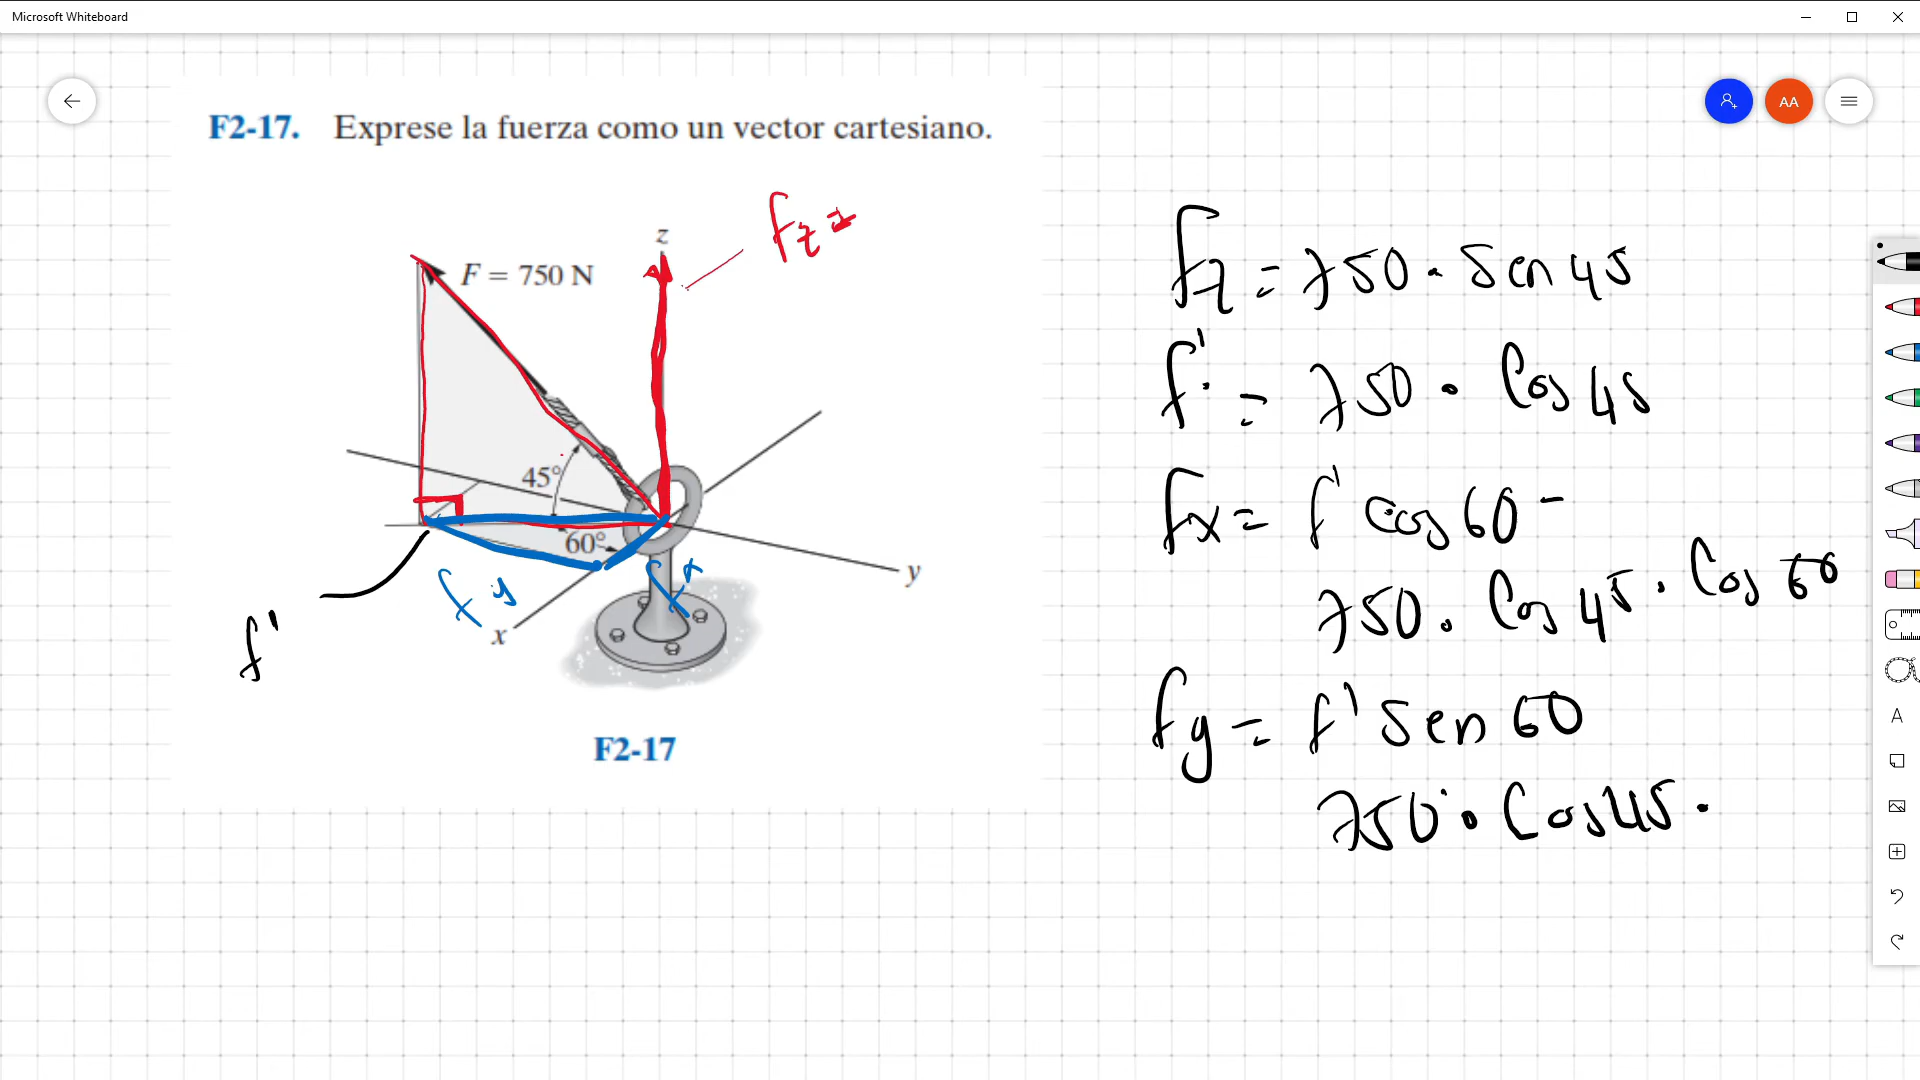 Microsoft Whiteboard
AA
F2-17. Exprese la fuerza como un vector cartesiano.
fz =
z
F = 750 N
45°
60°
y
x
fy
fx
f'
F2-17
fz = 750 · Sen 45
f' = 750 · Cos 45
fx = f' cos 60 -
750 · Cos 45 · Cos 60
fy = f' Sen 60
750 · Cos 45 ·
A